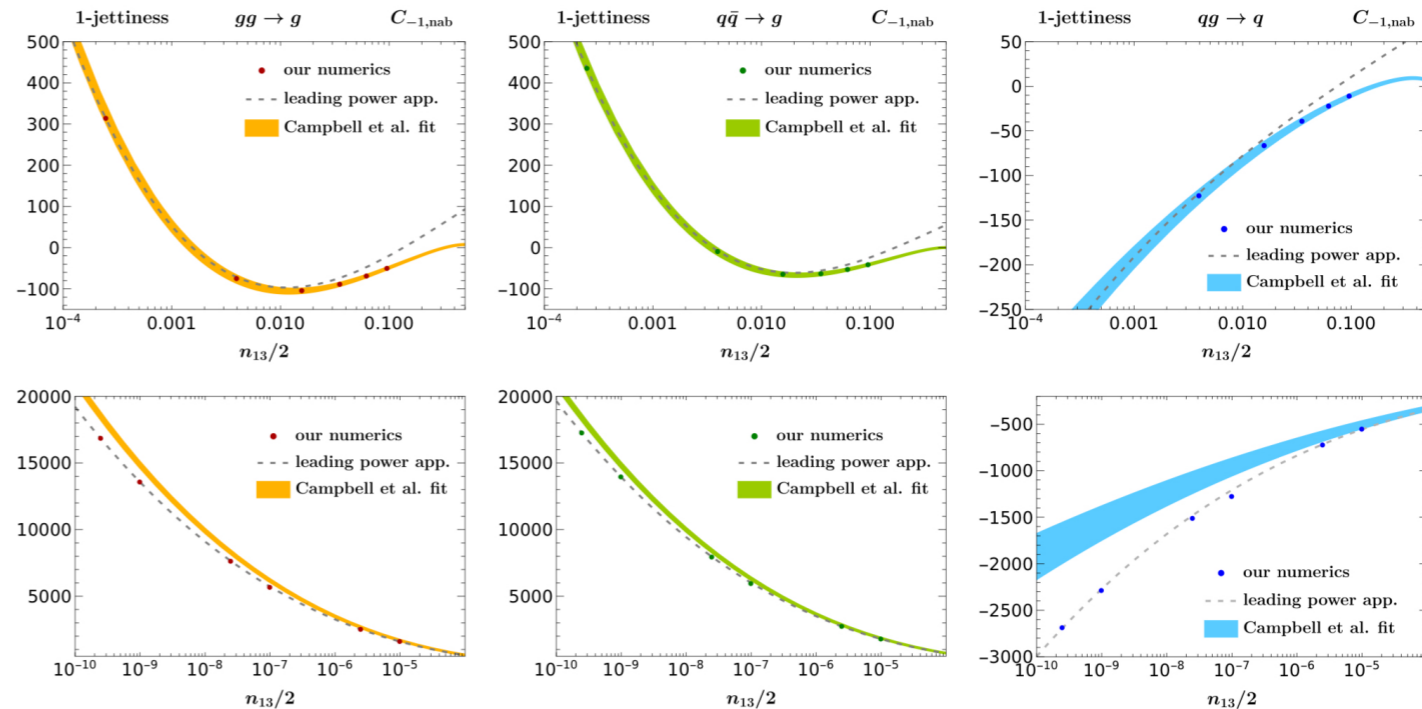 1-jettiness gg → g C₋₁,nab
500
400
300
200
100
0
−100
our numerics
leading power app.
Campbell et al. fit
10⁻⁴ 0.001 0.010 0.100
n₁₃/2
1-jettiness qq̄ → g C₋₁,nab
500
400
300
200
100
0
−100
our numerics
leading power app.
Campbell et al. fit
10⁻⁴ 0.001 0.010 0.100
n₁₃/2
1-jettiness qg → q C₋₁,nab
50
0
−50
−100
−150
−200
−250
our numerics
leading power app.
Campbell et al. fit
10⁻⁴ 0.001 0.010 0.100
n₁₃/2
20000
15000
10000
5000
our numerics
leading power app.
Campbell et al. fit
10⁻¹⁰ 10⁻⁹ 10⁻⁸ 10⁻⁷ 10⁻⁶ 10⁻⁵
n₁₃/2
20000
15000
10000
5000
our numerics
leading power app.
Campbell et al. fit
10⁻¹⁰ 10⁻⁹ 10⁻⁸ 10⁻⁷ 10⁻⁶ 10⁻⁵
n₁₃/2
−500
−1000
−1500
−2000
−2500
−3000
our numerics
leading power app.
Campbell et al. fit
10⁻¹⁰ 10⁻⁹ 10⁻⁸ 10⁻⁷ 10⁻⁶ 10⁻⁵
n₁₃/2